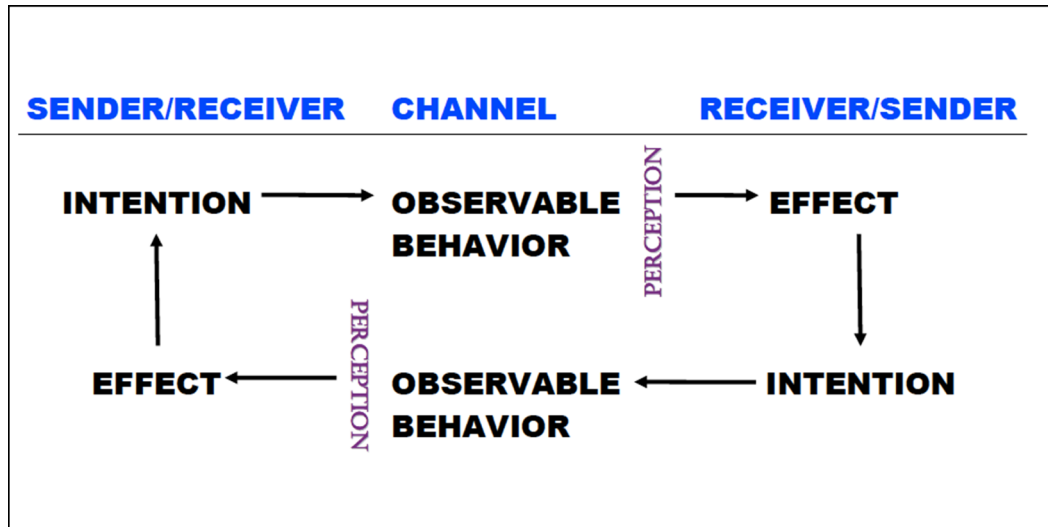 SENDER/RECEIVER CHANNEL RECEIVER/SENDER
INTENTION OBSERVABLE BEHAVIOR PERCEPTION EFFECT
EFFECT PERCEPTION OBSERVABLE BEHAVIOR INTENTION